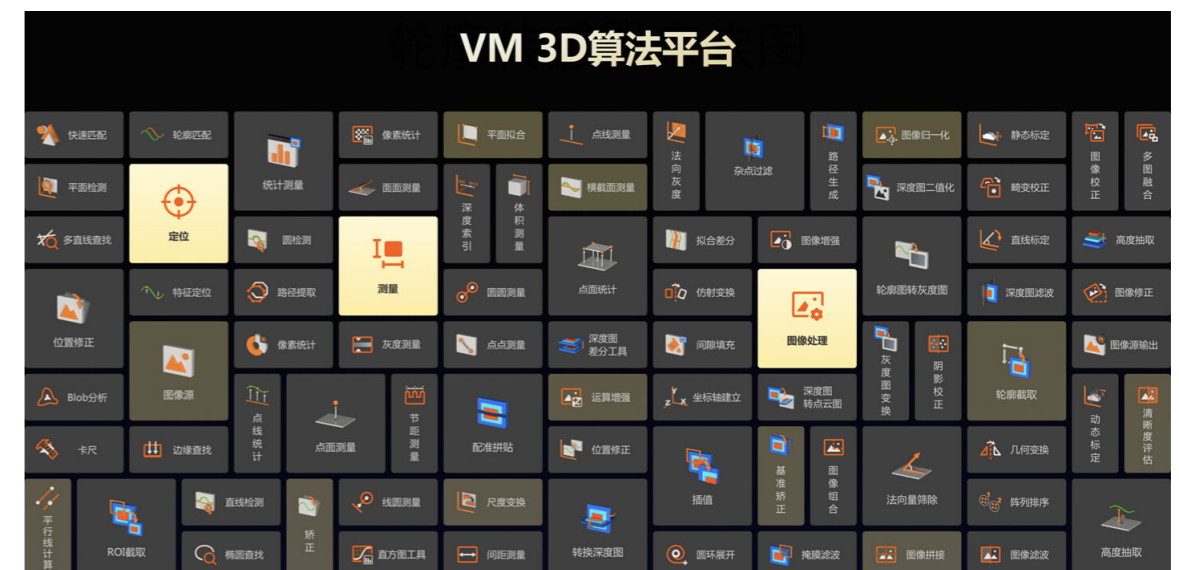 VM 3D算法平台
快速匹配
轮廓匹配
统计测量
像素统计
平面拟合
点线测量
法向灰度
杂点过滤
路径生成
图像归一化
静态标定
图像校正
多图融合
平面检测
定位
面面测量
深度索引
体积测量
横截面测量
深度图二值化
畸变校正
多直线查找
圆检测
测量
点面统计
拟合差分
图像增强
轮廓图转灰度图
直线标定
高度抽取
位置修正
特征定位
路径提取
圆圆测量
仿射变换
图像处理
深度图滤波
图像修正
图像源
像素统计
灰度测量
点点测量
深度图
差分工具
间隙填充
灰度图变换
阴影校正
轮廓截取
图像源输出
Blob分析
点线统计
点面测量
节距测量
配准拼贴
运算增强
坐标轴建立
深度图
转点云图
动态标定
清晰度评估
卡尺
边缘查找
位置修正
插值
基准矫正
图像组合
法向量筛除
几何变换
平行线计算
ROI截取
直线检测
矫正
线圆测量
尺度变换
转换深度图
阵列排序
高度抽取
椭圆查找
直方图工具
间距测量
圆环展开
掩膜滤波
图像拼接
图像滤波